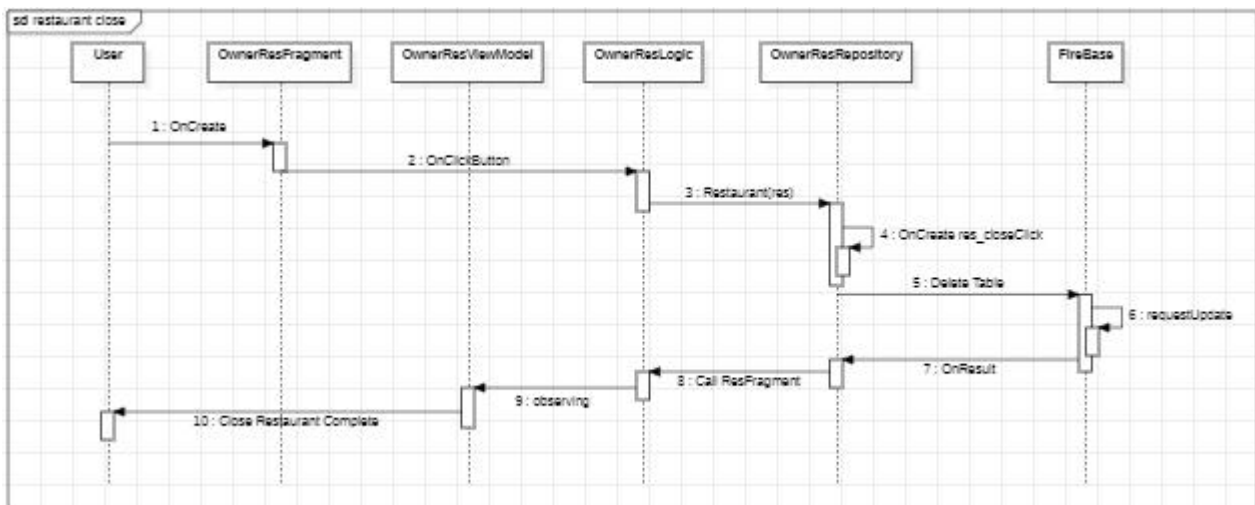 sd restaurant close
User
OwnerResFragment
OwnerResViewModel
OwnerResLogic
OwnerResRepository
FireBase
1 : OnCreate
2 : OnClickButton
3 : Restaurant(res)
4 : OnCreate res_closeClick
5 : Delete Table
6 : requestUpdate
7 : OnResult
8 : Call ResFragment
9 : observing
10 : Close Restaurant Complete